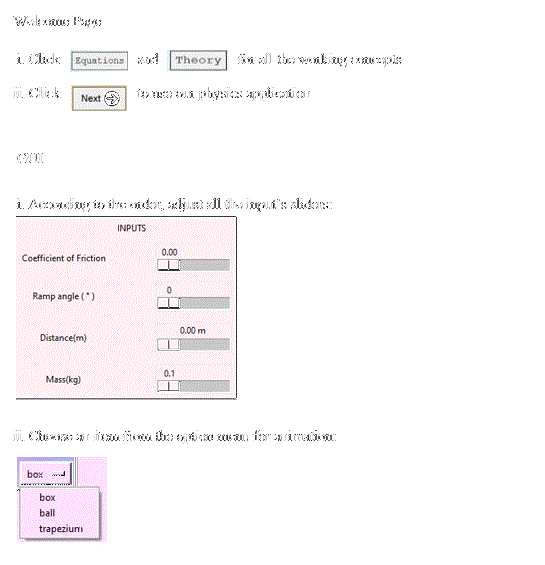 Welcome Page
i. Click Equations and Theory for all the working concepts
ii. Click Next to use our physics application
GUI
i. According to the order, adjust all the input's sliders:
INPUTS
Coefficient of Friction 0.00
Ramp angle ( ° ) 0
Distance(m) 0.00 m
Mass(kg) 0.1
ii. Choose an item from the option menu for animation:
box
box
ball
trapezium